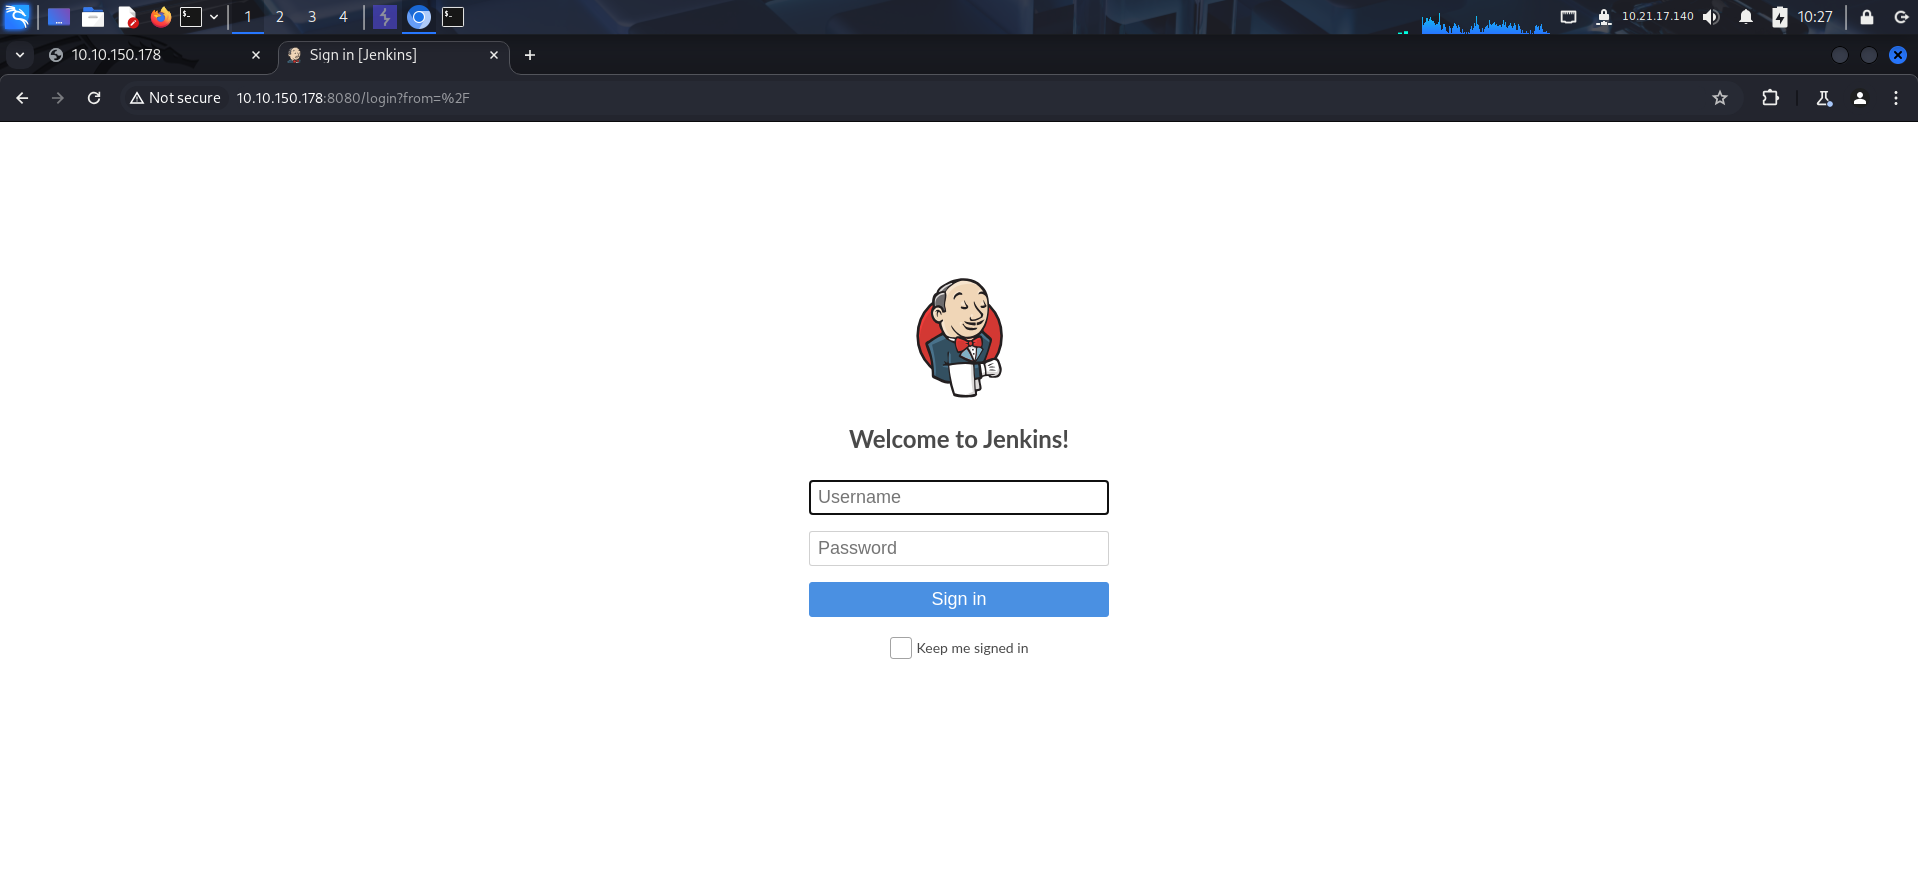 1 2 3 4 10.21.17.140 10:27
10.10.150.178 Sign in [Jenkins]
Not secure 10.10.150.178:8080/login?from=%2F
Welcome to Jenkins!
Username
Password
Sign in
Keep me signed in